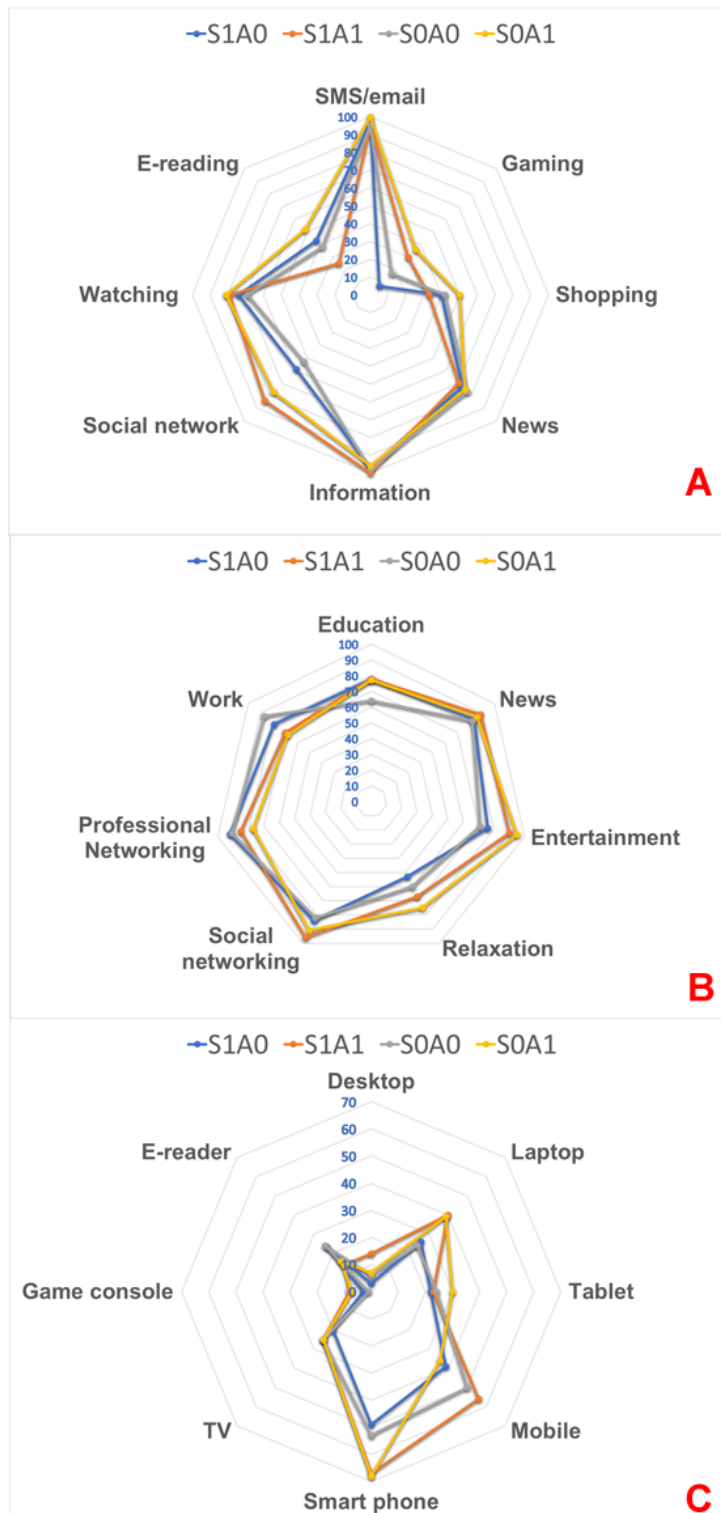 S1A0 S1A1 S0A0 S0A1
SMS/email
100
90
80
70
60
50
40
30
20
10
0
E-reading
Gaming
Watching
Shopping
Social network
News
Information
A
S1A0 S1A1 S0A0 S0A1
Education
100
90
80
70
60
50
40
30
20
10
0
Work
News
Professional
Networking
Entertainment
Social
networking
Relaxation
B
S1A0 S1A1 S0A0 S0A1
Desktop
70
60
50
40
30
20
10
0
E-reader
Laptop
Game console
Tablet
TV
Mobile
Smart phone
C